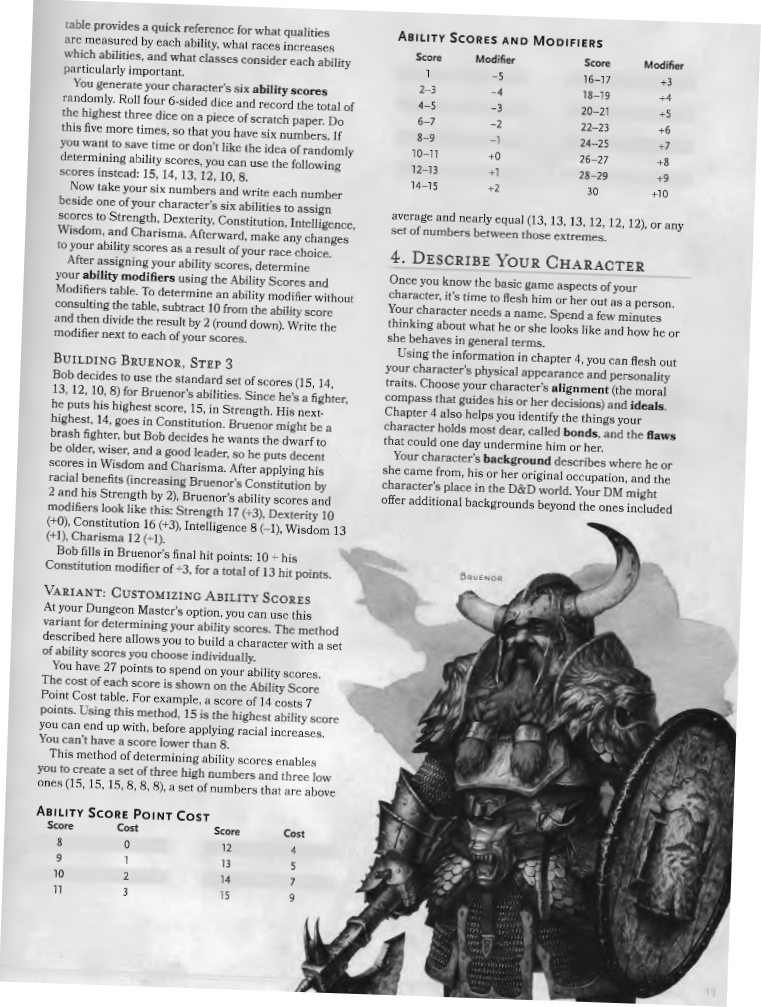 table provides a quick reference for what qualities
are measured by each ability, what races increases
which abilities, and what classes consider each ability
particularly important.
You generate your character's six ability scores
randomly. Roll four 6-sided dice and record the total of
the highest three dice on a piece of scratch paper. Do
this five more times, so that you have six numbers. If
you want to save time or don't like the idea of randomly
determining ability scores, you can use the following
scores instead: 15, 14, 13, 12, 10, 8.
Now take your six numbers and write each number
beside one of your character's six abilities to assign
scores to Strength, Dexterity, Constitution, Intelligence,
Wisdom, and Charisma. Afterward, make any changes
to your ability scores as a result of your race choice.
After assigning your ability scores, determine
your ability modifiers using the Ability Scores and
Modifiers table. To determine an ability modifier without
consulting the table, subtract 10 from the ability score
and then divide the result by 2 (round down). Write the
modifier next to each of your scores.
BUILDING BRUENOR, STEP 3
Bob decides to use the standard set of scores (15, 14,
13, 12, 10, 8) for Bruenor's abilities. Since he's a fighter,
he puts his highest score, 15, in Strength. His next-
highest, 14, goes in Constitution. Bruenor might be a
brash fighter, but Bob decides he wants the dwarf to
be older, wiser, and a good leader, so he puts decent
scores in Wisdom and Charisma. After applying his
racial benefits (increasing Bruenor's Constitution by
2 and his Strength by 2), Bruenor's ability scores and
modifiers look like this: Strength 17 (+3), Dexterity 10
(+0), Constitution 16 (+3), Intelligence 8 (−1), Wisdom 13
(+1), Charisma 12 (+1).
Bob fills in Bruenor's final hit points: 10 + his
Constitution modifier of +3, for a total of 13 hit points.
VARIANT: CUSTOMIZING ABILITY SCORES
At your Dungeon Master's option, you can use this
variant for determining your ability scores. The method
described here allows you to build a character with a set
of ability scores you choose individually.
You have 27 points to spend on your ability scores.
The cost of each score is shown on the Ability Score
Point Cost table. For example, a score of 14 costs 7
points. Using this method, 15 is the highest ability score
you can end up with, before applying racial increases.
You can't have a score lower than 8.
This method of determining ability scores enables
you to create a set of three high numbers and three low
ones (15, 15, 15, 8, 8, 8), a set of numbers that are above
ABILITY SCORE POINT COST
Score Cost Score Cost
8 0 12 4
9 1 13 5
10 2 14 7
11 3 15 9
ABILITY SCORES AND MODIFIERS
Score Modifier Score Modifier
1 −5 16–17 +3
2–3 −4 18–19 +4
4–5 −3 20–21 +5
6–7 −2 22–23 +6
8–9 −1 24–25 +7
10–11 +0 26–27 +8
12–13 +1 28–29 +9
14–15 +2 30 +10
average and nearly equal (13, 13, 13, 12, 12, 12), or any
set of numbers between those extremes.
4. DESCRIBE YOUR CHARACTER
Once you know the basic game aspects of your
character, it's time to flesh him or her out as a person.
Your character needs a name. Spend a few minutes
thinking about what he or she looks like and how he or
she behaves in general terms.
Using the information in chapter 4, you can flesh out
your character's physical appearance and personality
traits. Choose your character's alignment (the moral
compass that guides his or her decisions) and ideals.
Chapter 4 also helps you identify the things your
character holds most dear, called bonds, and the flaws
that could one day undermine him or her.
Your character's background describes where he or
she came from, his or her original occupation, and the
character's place in the D&D world. Your DM might
offer additional backgrounds beyond the ones included
BRUENOR